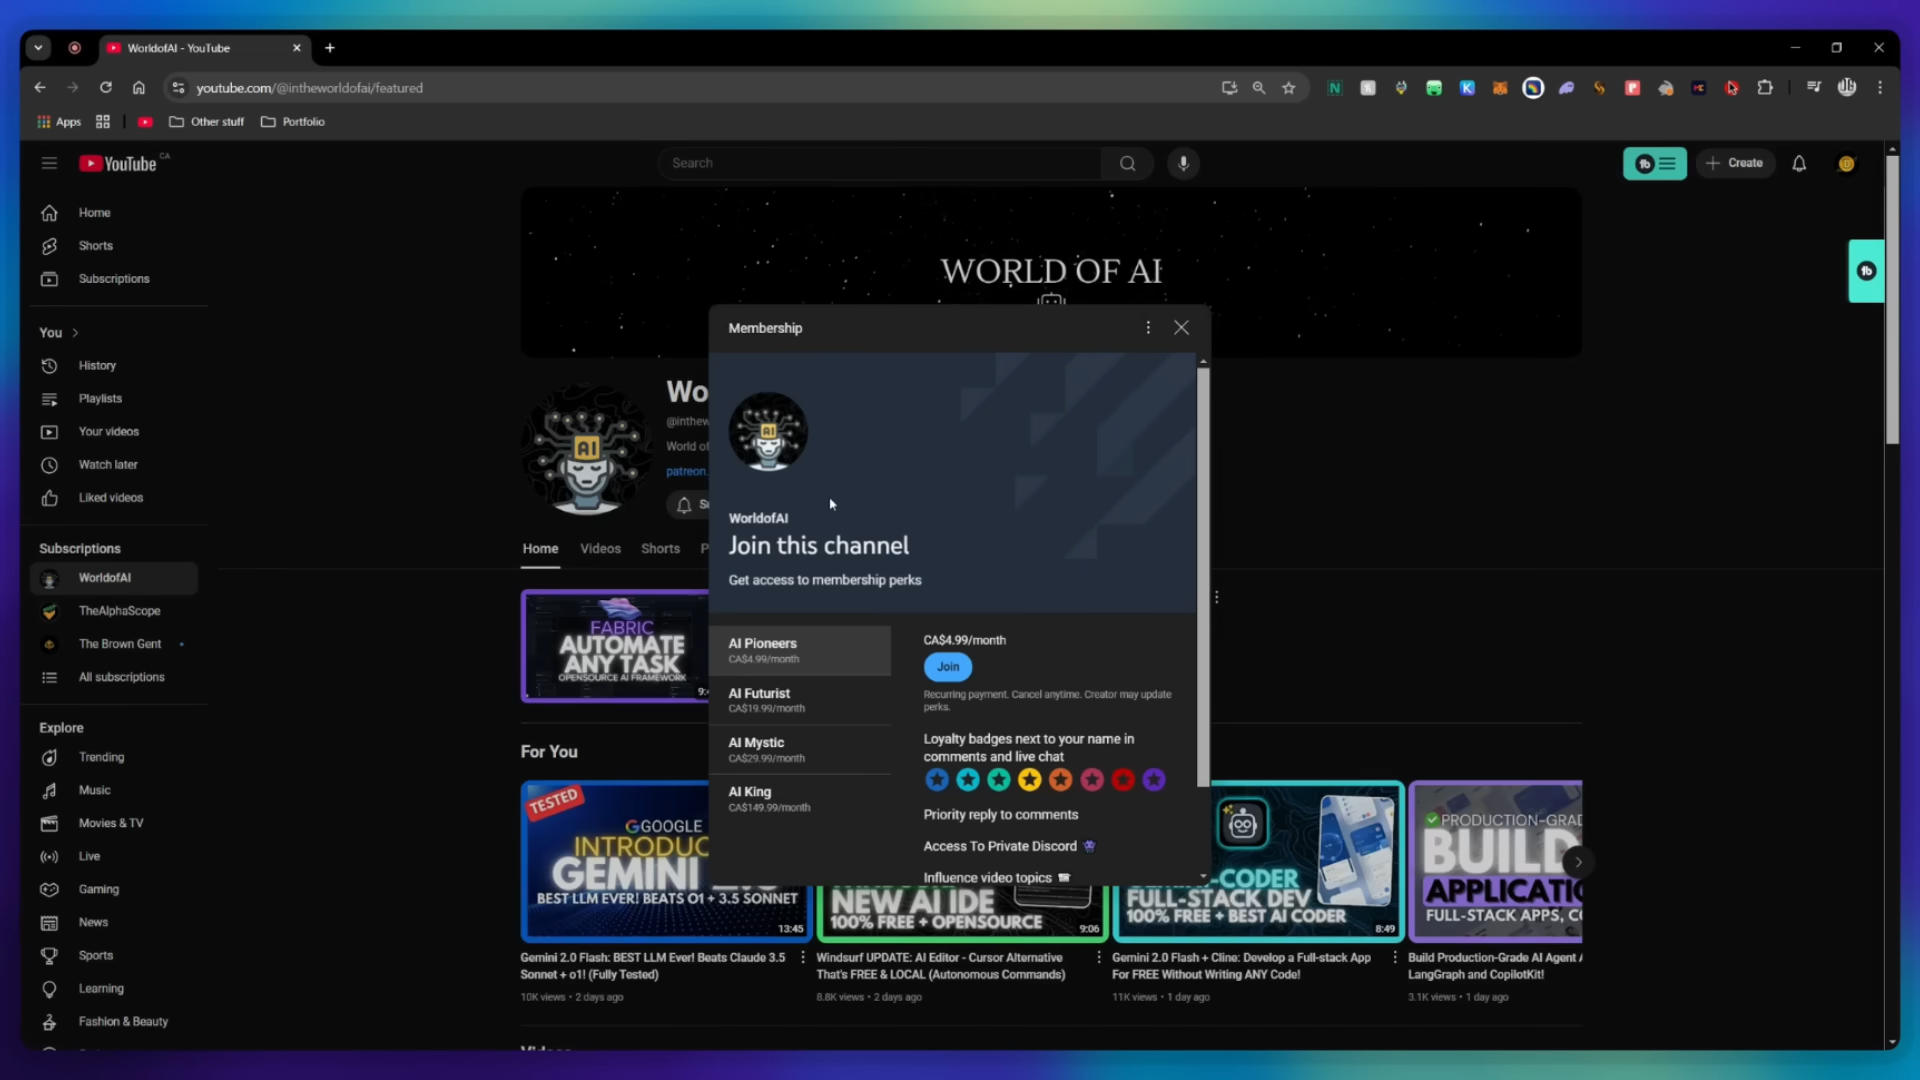 WorldofAI - YouTube
youtube.com/@intheworldofai/featured
Apps
Other stuff
Portfolio
YouTube CA
Search
Create
Home
Shorts
Subscriptions
You
History
Playlists
Your videos
Watch later
Liked videos
Subscriptions
WorldofAI
TheAlphaScope
The Brown Gent
All subscriptions
Explore
Trending
Music
Movies & TV
Live
Gaming
News
Sports
Learning
Fashion & Beauty
WORLD OF AI
AI
Wo
@inthew
World of
patreon.
Home
Videos
Shorts
P
Membership
AI
WorldofAI
Join this channel
Get access to membership perks
AI Pioneers
CA$4.99/month
AI Futurist
CA$19.99/month
AI Mystic
CA$29.99/month
AI King
CA$149.99/month
CA$4.99/month
Join
Recurring payment. Cancel anytime. Creator may update
perks.
Loyalty badges next to your name in
comments and live chat
Priority reply to comments
Access To Private Discord
Influence video topics
FABRIC
AUTOMATE
ANY TASK
OPENSOURCE AI FRAMEWORK
For You
TESTED
GOOGLE
INTRODUC
GEMINI
BEST LLM EVER! BEATS O1 + 3.5 SONNET
13:45
Gemini 2.0 Flash: BEST LLM Ever! Beats Claude 3.5
Sonnet + o1! (Fully Tested)
10K views • 2 days ago
NEW AI IDE
100% FREE + OPENSOURCE
9:06
Windsurf UPDATE: AI Editor - Cursor Alternative
That's FREE & LOCAL (Autonomous Commands)
8.8K views • 2 days ago
-CODER
FULL-STACK DEV
100% FREE + BEST AI CODER
8:49
Gemini 2.0 Flash + Cline: Develop a Full-stack App
For FREE Without Writing ANY Code!
11K views • 1 day ago
PRODUCTION-GRAD
BUILD
APPLICATIO
FULL-STACK APPS, C
Build Production-Grade AI Agent
LangGraph and CopilotKit!
3.1K views • 1 day ago